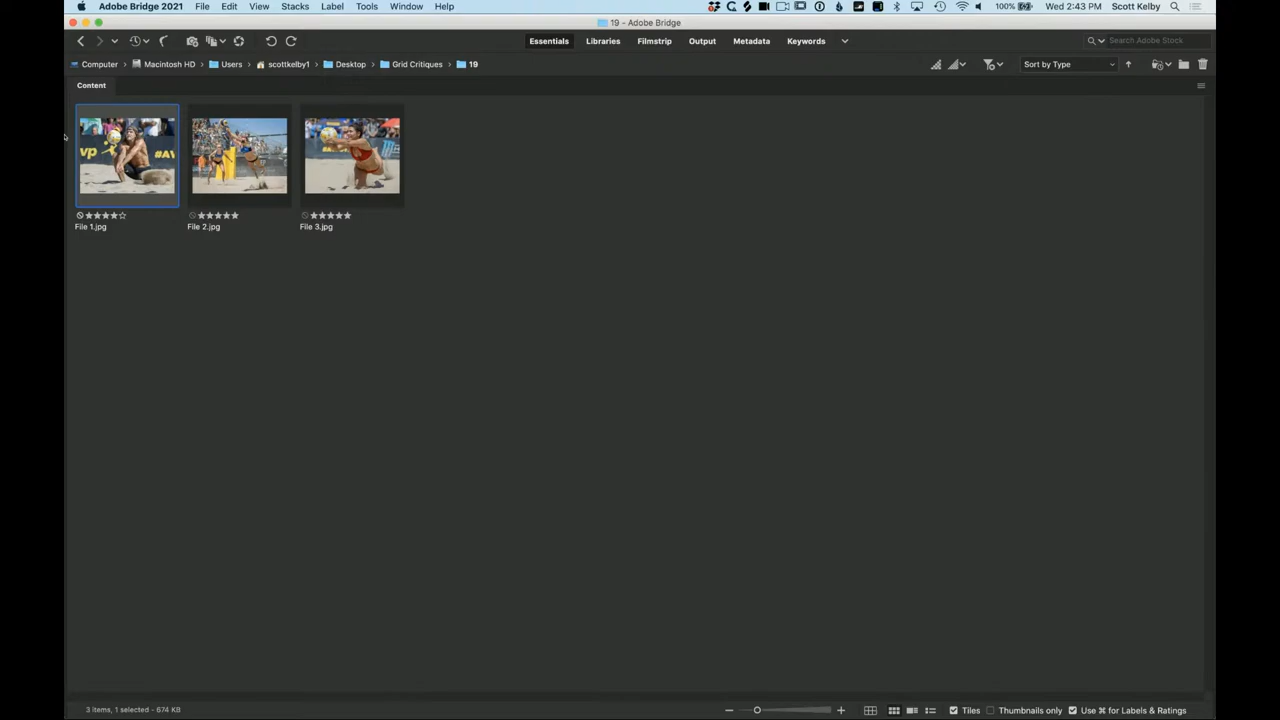 Adobe Bridge 2021 File Edit View Stacks Label Tools Window Help 100% Wed 2:43 PM Scott Kelby
19 - Adobe Bridge
Essentials Libraries Filmstrip Output Metadata Keywords Search Adobe Stock
Computer Macintosh HD Users scottkelby1 Desktop Grid Critiques 19 Sort by Type
Content
vp #AV
File 1.jpg File 2.jpg File 3.jpg
3 items, 1 selected - 674 KB Tiles Thumbnails only Use ⌘ for Labels & Ratings